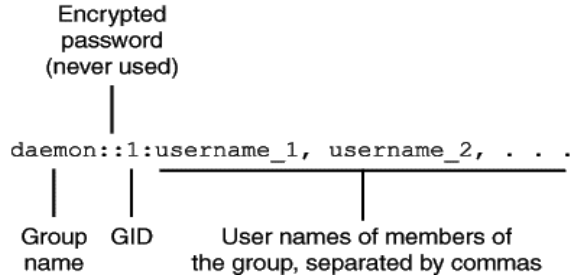 Encrypted
password
(never used)
daemon::1:username_1, username_2, . . .
Group
name
GID
User names of members of
the group, separated by commas